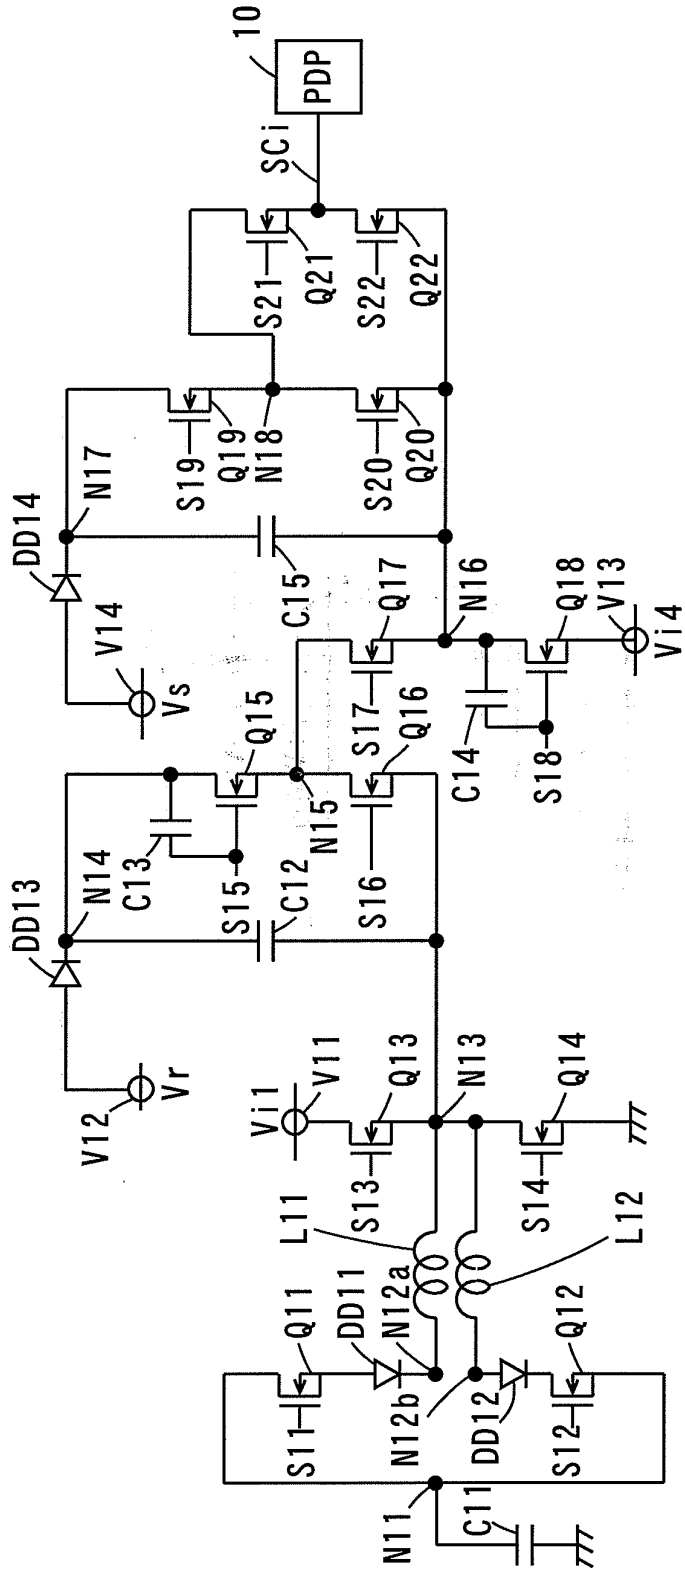 10
PDP
SCi
S21
Q21
S22
Q22
DD14
N17
S19
Q19
N18
S20
Q20
V14
Vs
C15
Q17
N16
Q18
V13
Vi4
S17
Q16
C14
S18
Q15
N15
DD13
N14
C13
S15
C12
S16
V12
Vr
Vi1
V11
Q13
N13
Q14
S13
S14
L11
L12
Q11
DD11
N12a
S11
N12b
DD12
Q12
S12
N11
C11